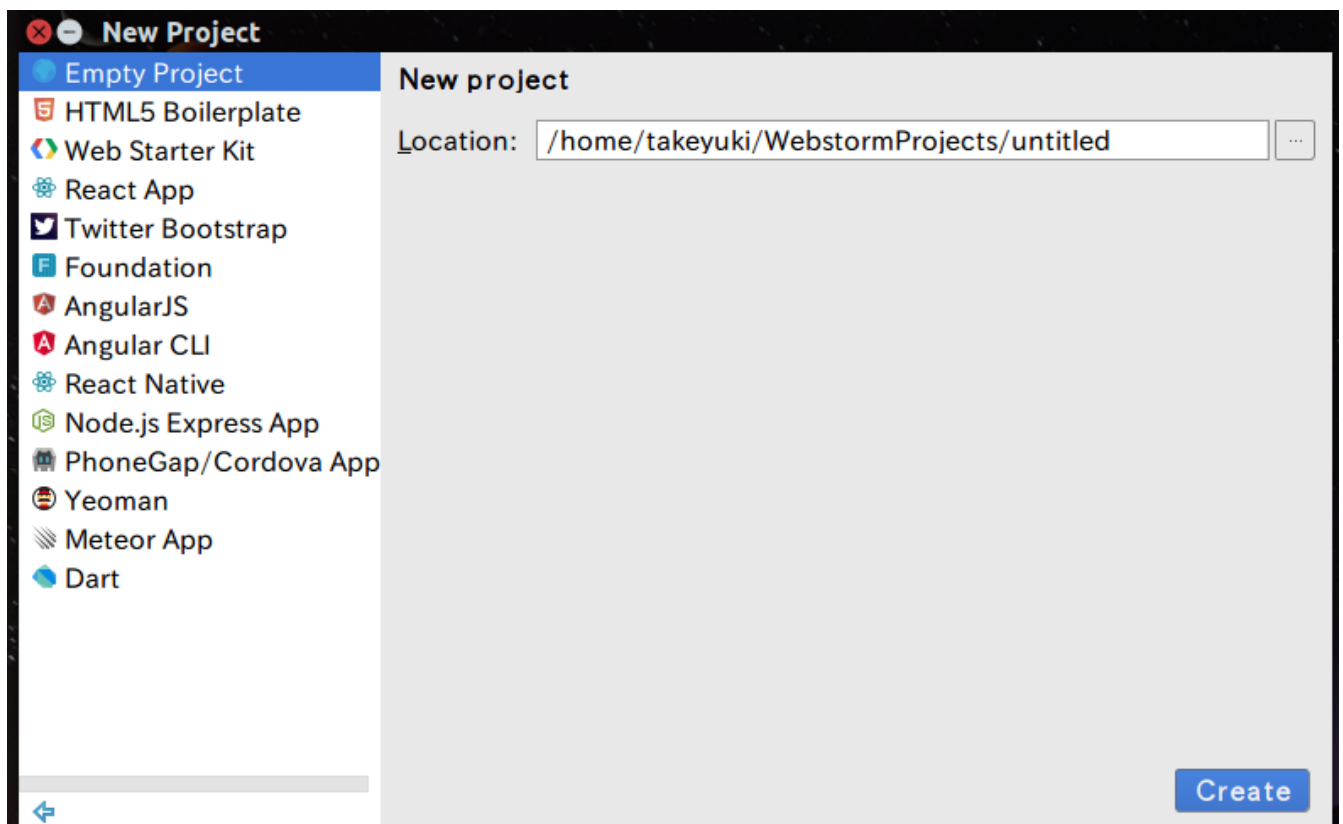 New Project
Empty Project
HTML5 Boilerplate
Web Starter Kit
React App
Twitter Bootstrap
Foundation
AngularJS
Angular CLI
React Native
Node.js Express App
PhoneGap/Cordova App
Yeoman
Meteor App
Dart
New project
Location: /home/takeyuki/WebstormProjects/untitled ...
Create